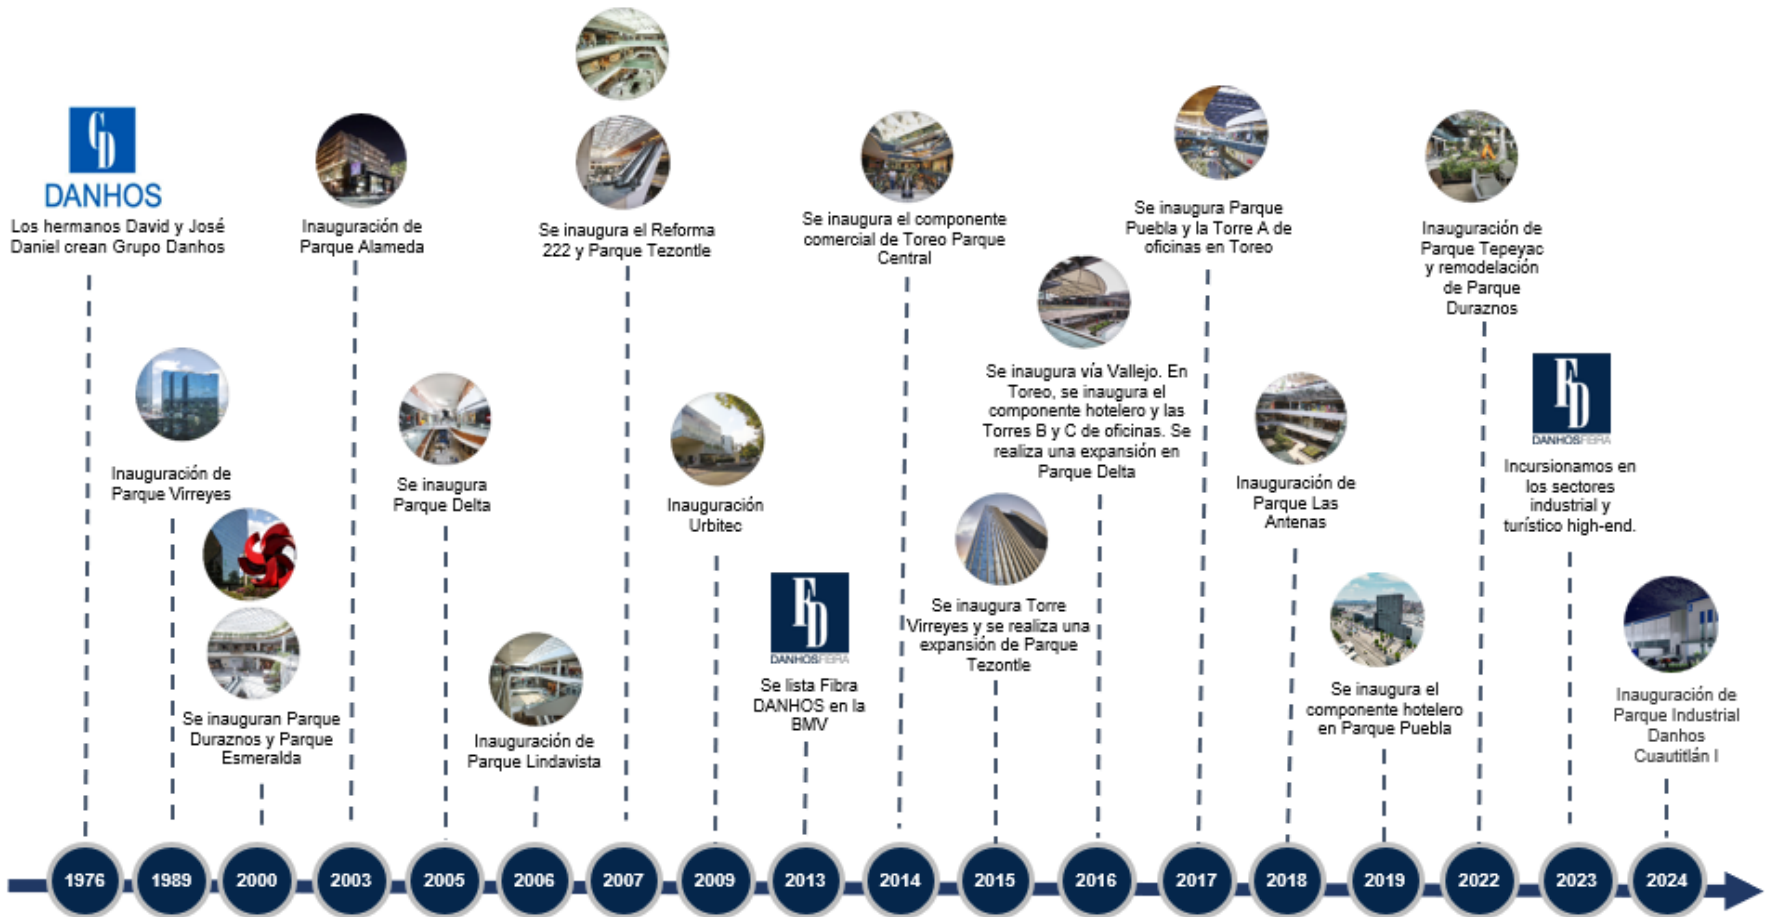 DANHOS
Los hermanos David y José
Daniel crean Grupo Danhos
Inauguración de
Parque Virreyes
Se inauguran Parque
Duraznos y Parque
Esmeralda
Inauguración de
Parque Alameda
Se inaugura
Parque Delta
Inauguración de
Parque Lindavista
Se inaugura el Reforma
222 y Parque Tezontle
Inauguración
Urbitec
DANHOSFIBRA
Se lista Fibra
DANHOS en la
BMV
Se inaugura el componente
comercial de Toreo Parque
Central
Se inaugura Torre
Virreyes y se realiza una
expansión de Parque
Tezontle
Se inaugura vía Vallejo. En
Toreo, se inaugura el
componente hotelero y las
Torres B y C de oficinas. Se
realiza una expansión en
Parque Delta
Se inaugura Parque
Puebla y la Torre A de
oficinas en Toreo
Inauguración de
Parque Las
Antenas
Se inaugura el
componente hotelero
en Parque Puebla
Inauguración de
Parque Tepeyac
y remodelación
de Parque
Duraznos
DANHOSFIBRA
Incursionamos en
los sectores
industrial y
turístico high-end.
Inauguración de
Parque Industrial
Danhos
Cuautitlán I
1976
1989
2000
2003
2005
2006
2007
2009
2013
2014
2015
2016
2017
2018
2019
2022
2023
2024